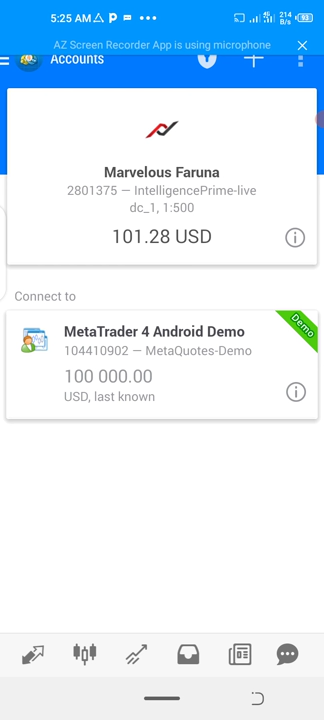 5:25 AM
214 B/s
93
AZ Screen Recorder App is using microphone
Accounts
Marvelous Faruna
2801375 — IntelligencePrime-live
dc_1, 1:500
101.28 USD
Connect to
Demo
MetaTrader 4 Android Demo
104410902 — MetaQuotes-Demo
100 000.00
USD, last known